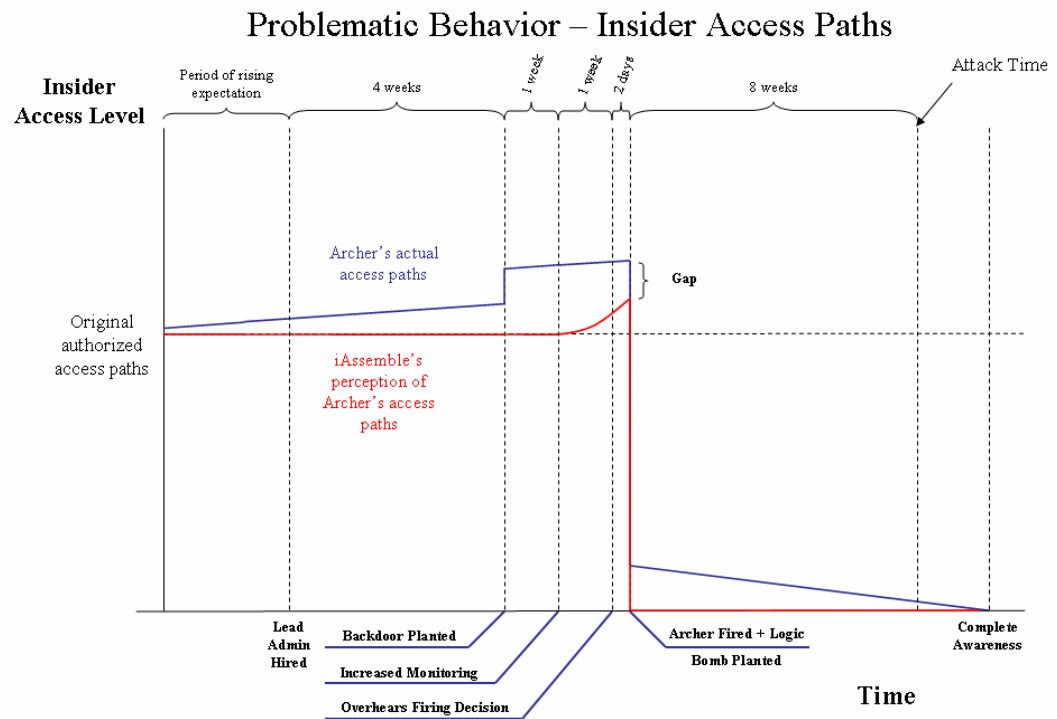 Problematic Behavior – Insider Access Paths
Insider
Access Level
Period of rising
expectation
4 weeks
1 week
1 week
2 days
8 weeks
Attack Time
Archer's actual
access paths
Gap
Original
authorized
access paths
iAssemble's
perception of
Archer's access
paths
Lead
Admin
Hired
Backdoor Planted
Increased Monitoring
Overhears Firing Decision
Archer Fired + Logic
Bomb Planted
Complete
Awareness
Time